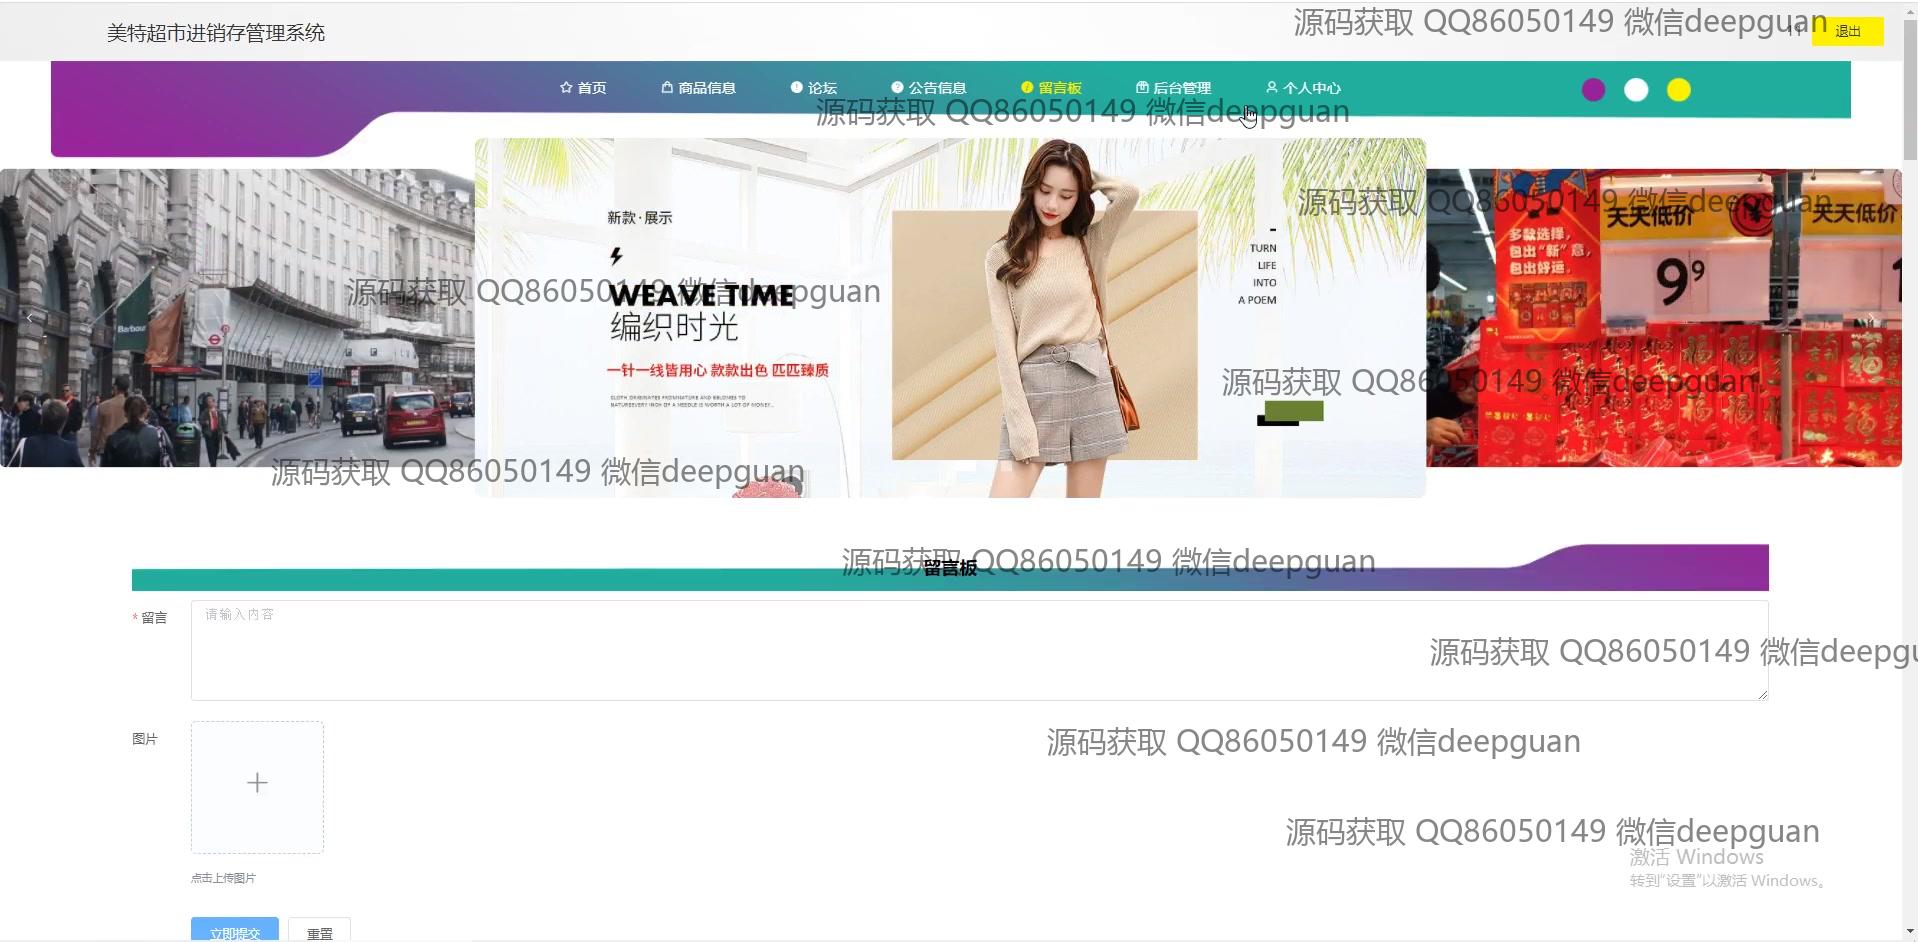 美特超市进销存管理系统
源码获取 QQ86050149 微信deepguan
退出
首页
商品信息
论坛
公告信息
留言板
后台管理
个人中心
源码获取 QQ86050149 微信deepguan
新款·展示
WEAVE TIME
编织时光
一针一线皆用心 款款出色 匹匹臻质
TURN
LIFE
INTO
A POEM
Barbour
源码获取 QQ86050149 微信deepguan
天天低价
天天低价
多款选择,
包出“新”意,
包出好运。
9⁹
源码获取 QQ86050149 微信deepguan
源码获取 QQ86050149 微信deepguan
源码获取 QQ86050149 微信deepguan
源码获取 QQ86050149 微信deepguan
留言板
* 留言
请输入内容
源码获取 QQ86050149 微信deepgu
图片
源码获取 QQ86050149 微信deepguan
源码获取 QQ86050149 微信deepguan
点击上传图片
激活 Windows
转到“设置”以激活 Windows。
立即提交
重置